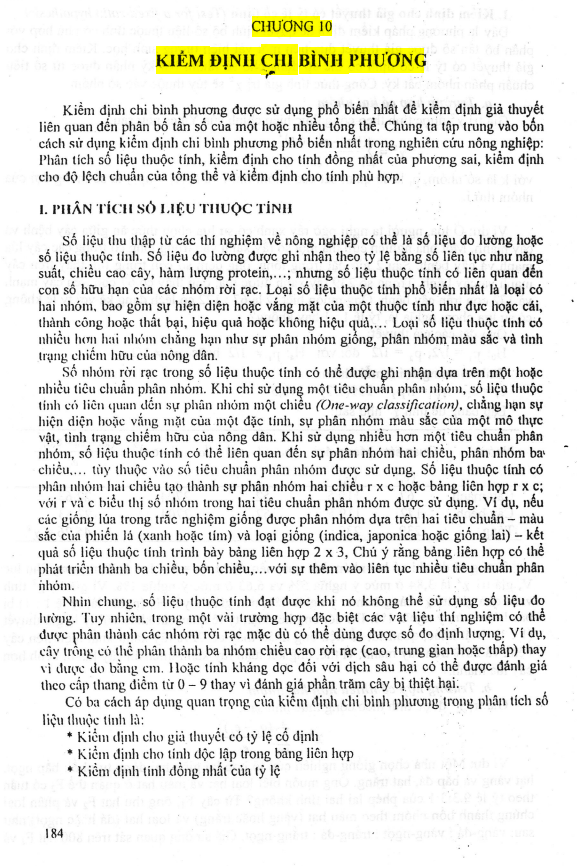 CHƯƠNG 10
KIỂM ĐỊNH CHI BÌNH PHƯƠNG
Kiểm định chi bình phương được sử dụng phổ biến nhất để kiểm định giả thuyết
liên quan đến phân bố tần số của một hoặc nhiều tổng thể. Chúng ta tập trung vào bốn
cách sử dụng kiểm định chi bình phương phổ biến nhất trong nghiên cứu nông nghiệp:
Phân tích số liệu thuộc tính, kiểm định cho tính đồng nhất của phương sai, kiểm định
cho độ lệch chuẩn của tổng thể và kiểm định cho tính phù hợp.
I. PHÂN TÍCH SỐ LIỆU THUỘC TÍNH
Số liệu thu thập từ các thí nghiệm về nông nghiệp có thể là số liệu đo lường hoặc
số liệu thuộc tính. Số liệu đo lường được ghi nhận theo tỷ lệ bằng số liên tục như năng
suất, chiều cao cây, hàm lượng protein,...; nhưng số liệu thuộc tính có liên quan đến
con số hữu hạn của các nhóm rời rạc. Loại số liệu thuộc tính phổ biến nhất là loại có
hai nhóm, bao gồm sự hiện diện hoặc vắng mặt của một thuộc tính như đực hoặc cái,
thành công hoặc thất bại, hiệu quả hoặc không hiệu quả,... Loại số liệu thuộc tính có
nhiều hơn hai nhóm chẳng hạn như sự phân nhóm giống, phân nhóm màu sắc và tình
trạng chiếm hữu của nông dân.
Số nhóm rời rạc trong số liệu thuộc tính có thể được ghi nhận dựa trên một hoặc
nhiều tiêu chuẩn phân nhóm. Khi chỉ sử dụng một tiêu chuẩn phân nhóm, số liệu thuộc
tính có liên quan đến sự phân nhóm một chiều (One-way classification), chẳng hạn sự
hiện diện hoặc vắng mặt của một đặc tính, sự phân nhóm màu sắc của một mô thực
vật, tình trạng chiếm hữu của nông dân. Khi sử dụng nhiều hơn một tiêu chuẩn phân
nhóm, số liệu thuộc tính có thể liên quan đến sự phân nhóm hai chiều, phân nhóm ba
chiều,... tùy thuộc vào số tiêu chuẩn phân nhóm được sử dụng. Số liệu thuộc tính có
phân nhóm hai chiều tạo thành sự phân nhóm hai chiều r x c hoặc bảng liên hợp r x c;
với r và c biểu thị số nhóm trong hai tiêu chuẩn phân nhóm được sử dụng. Ví dụ, nếu
các giống lúa trong trắc nghiệm giống được phân nhóm dựa trên hai tiêu chuẩn – màu
sắc của phiến lá (xanh hoặc tím) và loại giống (indica, japonica hoặc giống lai) – kết
quả số liệu thuộc tính trình bày bảng liên hợp 2 x 3, Chú ý rằng bảng liên hợp có thể
phát triển thành ba chiều, bốn chiều,...với sự thêm vào liên tục nhiều tiêu chuẩn phân
nhóm.
Nhìn chung, số liệu thuộc tính đạt được khi nó không thể sử dụng số liệu đo
lường. Tuy nhiên, trong một vài trường hợp đặc biệt các vật liệu thí nghiệm có thể
được phân thành các nhóm rời rạc mặc dù có thể dùng được số đo định lượng. Ví dụ,
cây trồng có thể phân thành ba nhóm chiều cao rời rạc (cao, trung gian hoặc thấp) thay
vì được đo bằng cm. Hoặc tính kháng dọc đối với dịch sâu hại có thể được đánh giá
theo cấp thang điểm từ 0 – 9 thay vì đánh giá phần trăm cây bị thiệt hại.
Có ba cách áp dụng quan trọng của kiểm định chi bình phương trong phân tích số
liệu thuộc tính là:
* Kiểm định cho giả thuyết có tỷ lệ cố định
* Kiểm định cho tính độc lập trong bảng liên hợp
* Kiểm định tính đồng nhất của tỷ lệ
184